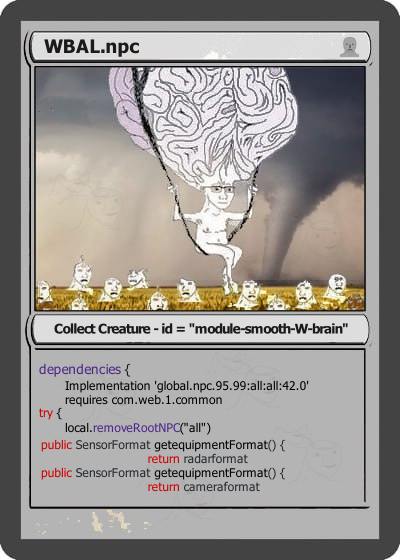 WBAL.npc
Collect Creature - id = "module-smooth-W-brain"
dependencies {
Implementation 'global.npc.95.99:all:all:42.0'
requires com.web.1.common
try {
local.removeRootNPC("all")
public SensorFormat getequipmentFormat() {
return radarformat
public SensorFormat getequipmentFormat() {
return cameraformat